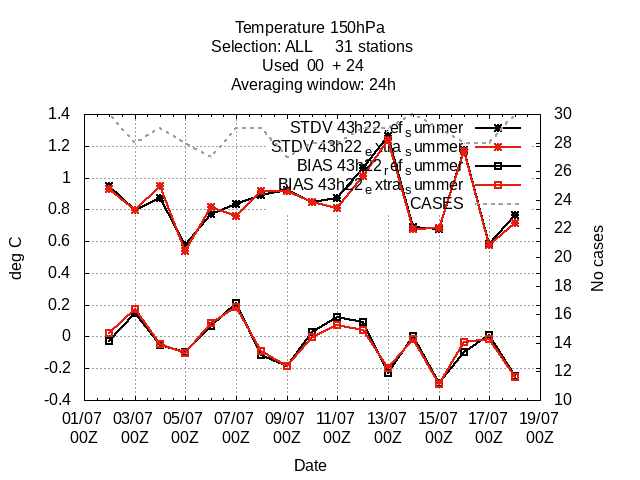 Temperature 150hPa
Selection: ALL 31 stations
Used 00 + 24
Averaging window: 24h
STDV 43h22_ref_summer
STDV 43h22_extra_summer
BIAS 43h22_ref_summer
BIAS 43h22_extra_summer
CASES
deg C
1.4
1.2
1
0.8
0.6
0.4
0.2
0
-0.2
-0.4
30
28
26
24
22
20
18
16
14
12
10
No cases
01/07 03/07 05/07 07/07 09/07 11/07 13/07 15/07 17/07 19/07
00Z 00Z 00Z 00Z 00Z 00Z 00Z 00Z 00Z 00Z
Date